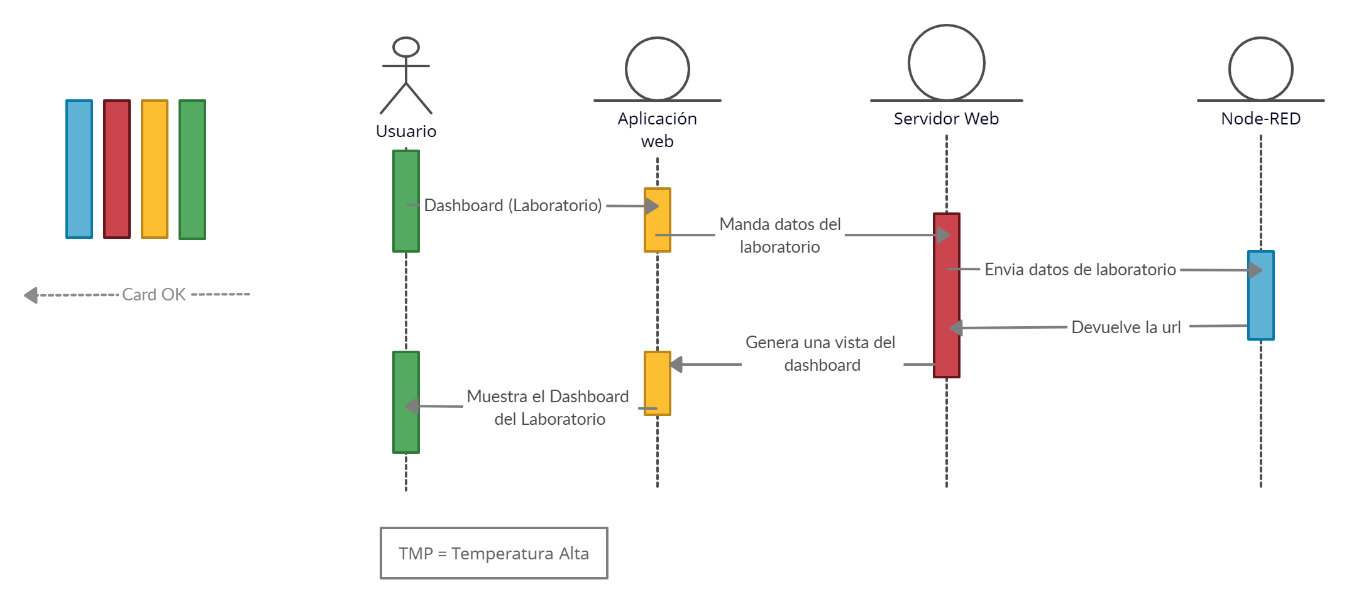 Usuario
Aplicación
web
Servidor Web
Node-RED
Dashboard (Laboratorio)
Manda datos del
laboratorio
Envia datos de laboratorio
Card OK
Devuelve la url
Genera una vista del
dashboard
Muestra el Dashboard
del Laboratorio
TMP = Temperatura Alta